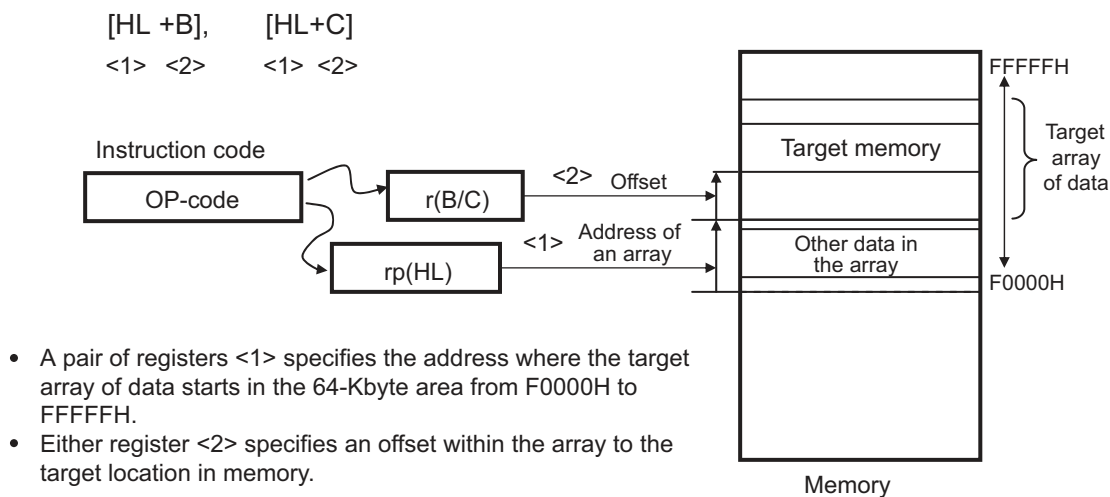 [HL +B], [HL+C]
<1> <2> <1> <2>
FFFFFH
Instruction code
OP-code
r(B/C)
<2> Offset
Target memory
Target
array
of data
rp(HL)
<1> Address of
an array
Other data in
the array
F0000H
• A pair of registers <1> specifies the address where the target
array of data starts in the 64-Kbyte area from F0000H to
FFFFFH.
• Either register <2> specifies an offset within the array to the
target location in memory.
Memory